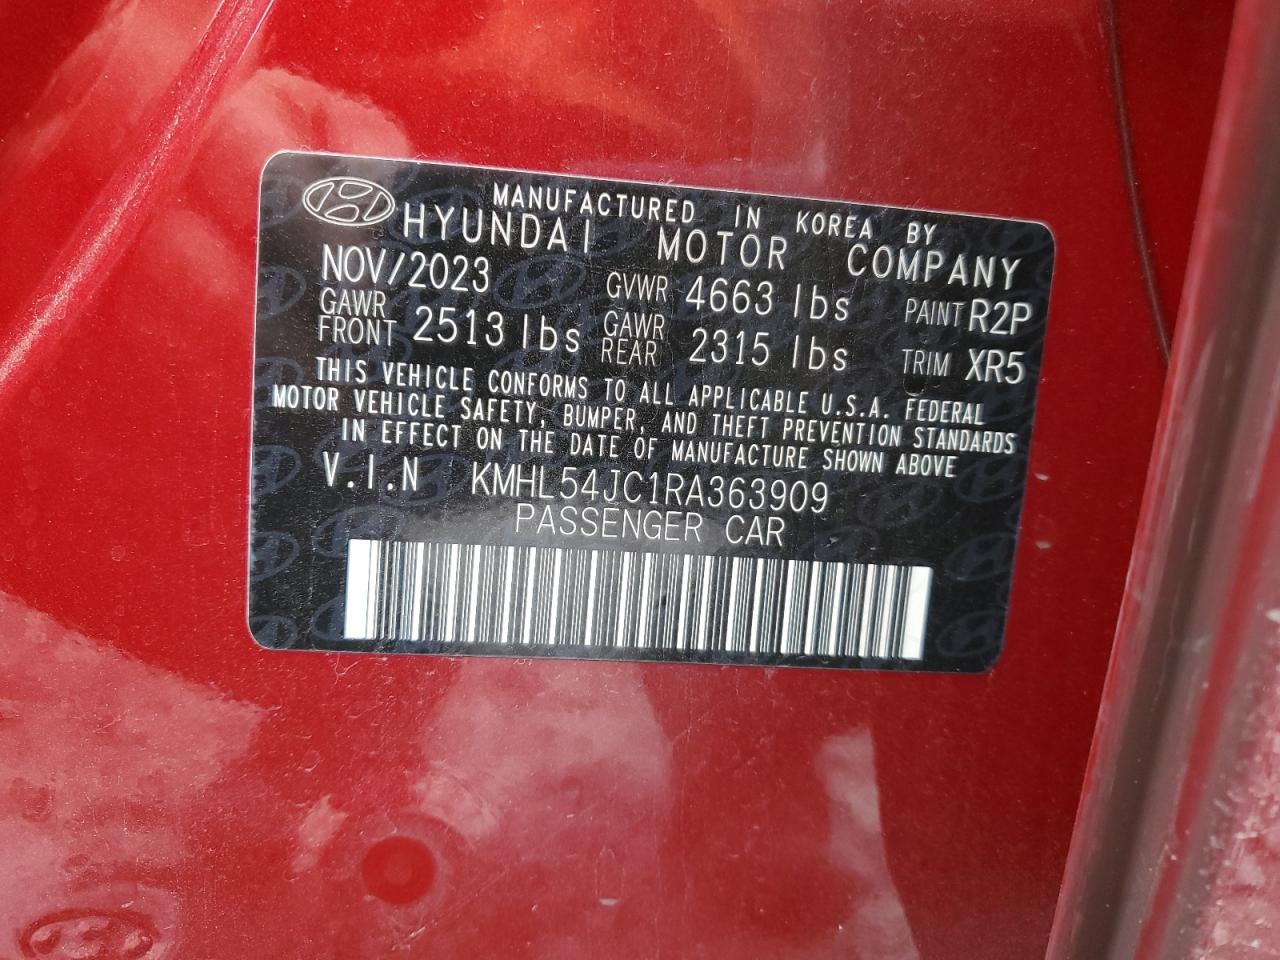 MANUFACTURED IN KOREA BY
HYUNDAI MOTOR COMPANY
NOV/2023 GVWR 4663 lbs PAINT R2P
GAWR FRONT 2513 lbs GAWR REAR 2315 lbs TRIM XR5
THIS VEHICLE CONFORMS TO ALL APPLICABLE U.S.A. FEDERAL
MOTOR VEHICLE SAFETY, BUMPER, AND THEFT PREVENTION STANDARDS
IN EFFECT ON THE DATE OF MANUFACTURE SHOWN ABOVE
V.I.N KMHL54JC1RA363909
PASSENGER CAR